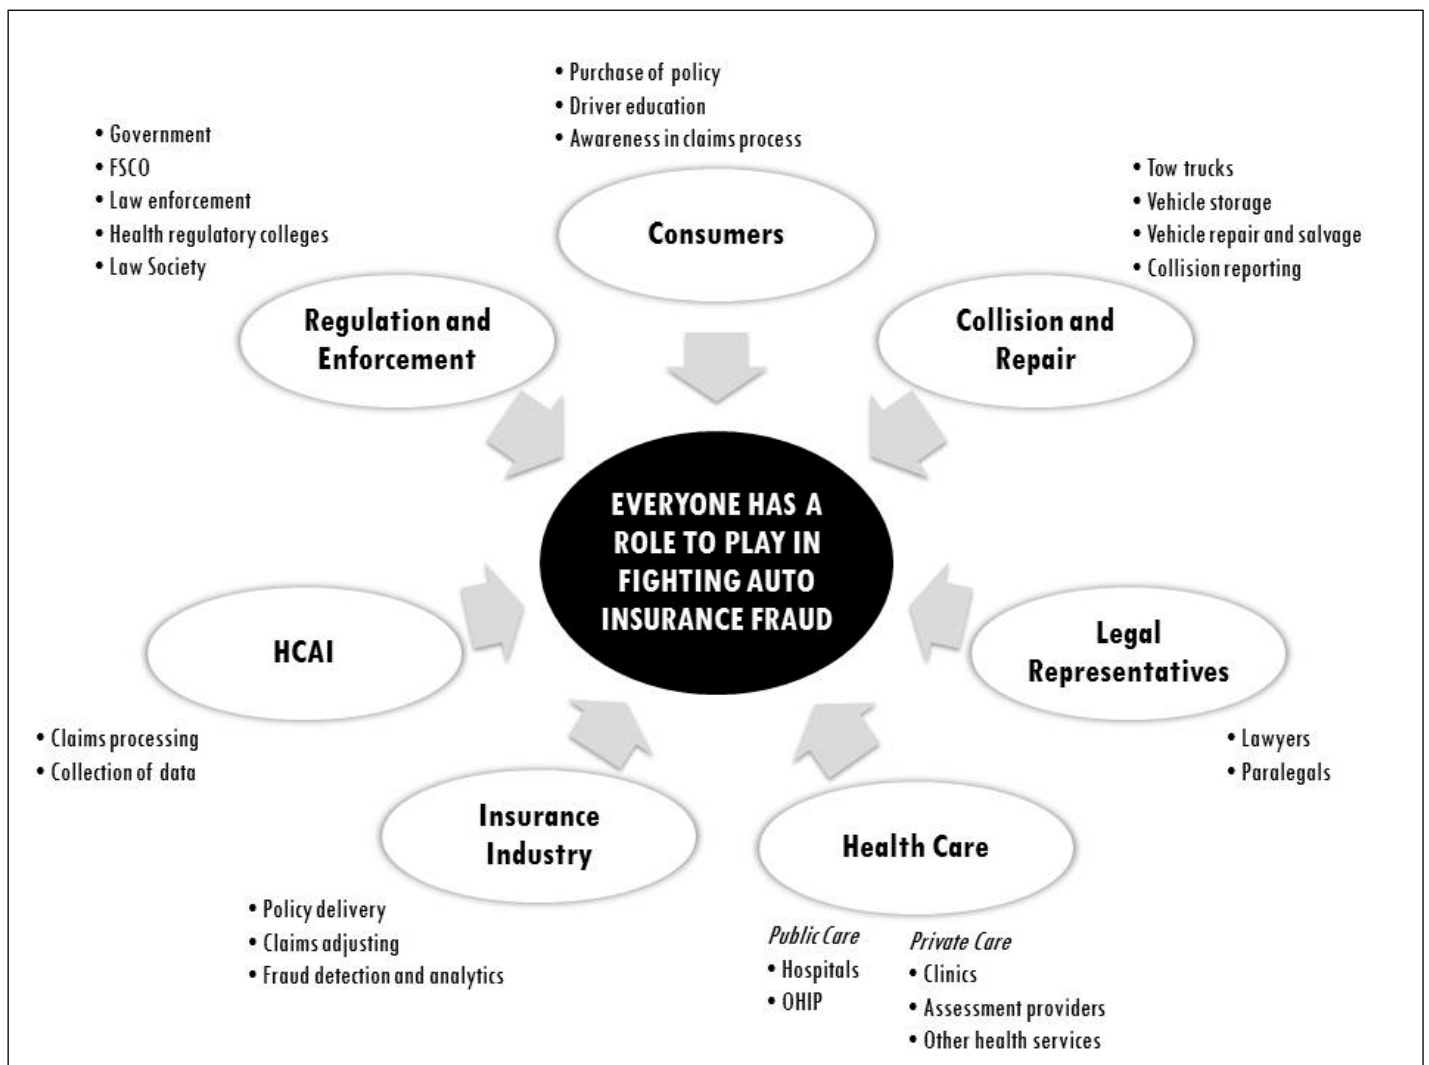 • Purchase of policy
• Driver education
• Awareness in claims process
Consumers
• Government
• FSCO
• Law enforcement
• Health regulatory colleges
• Law Society
Regulation and
Enforcement
• Tow trucks
• Vehicle storage
• Vehicle repair and salvage
• Collision reporting
Collision and
Repair
EVERYONE HAS A
ROLE TO PLAY IN
FIGHTING AUTO
INSURANCE FRAUD
HCAI
• Claims processing
• Collection of data
Legal
Representatives
• Lawyers
• Paralegals
Insurance
Industry
• Policy delivery
• Claims adjusting
• Fraud detection and analytics
Health Care
Public Care
• Hospitals
• OHIP
Private Care
• Clinics
• Assessment providers
• Other health services